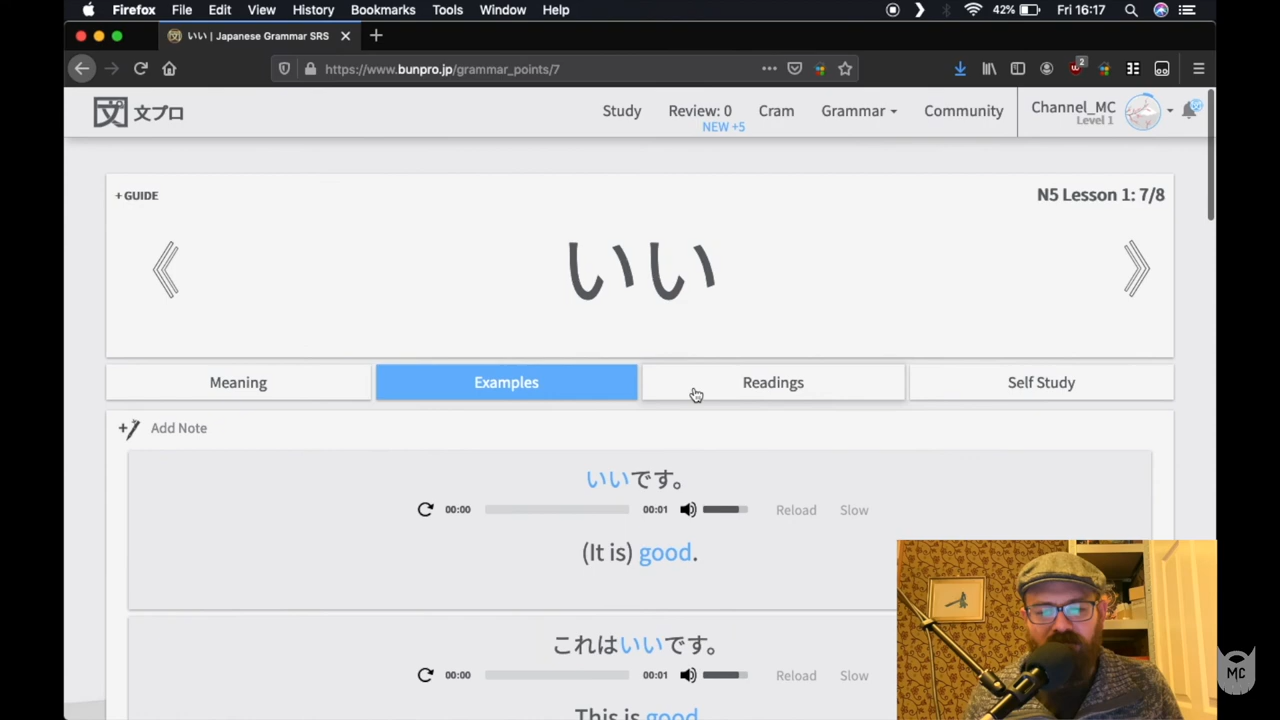 Firefox File Edit View History Bookmarks Tools Window Help 42% Fri 16:17
いい | Japanese Grammar SRS
https://www.bunpro.jp/grammar_points/7 2
文プロ Study Review: 0 Cram Grammar Community Channel_MC
NEW +5 Level 1
+ GUIDE N5 Lesson 1: 7/8
いい
Meaning Examples Readings Self Study
Add Note
いいです。
00:00 00:01 Reload Slow
(It is) good.
これはいいです。
00:00 00:01 Reload Slow
This is good
MC